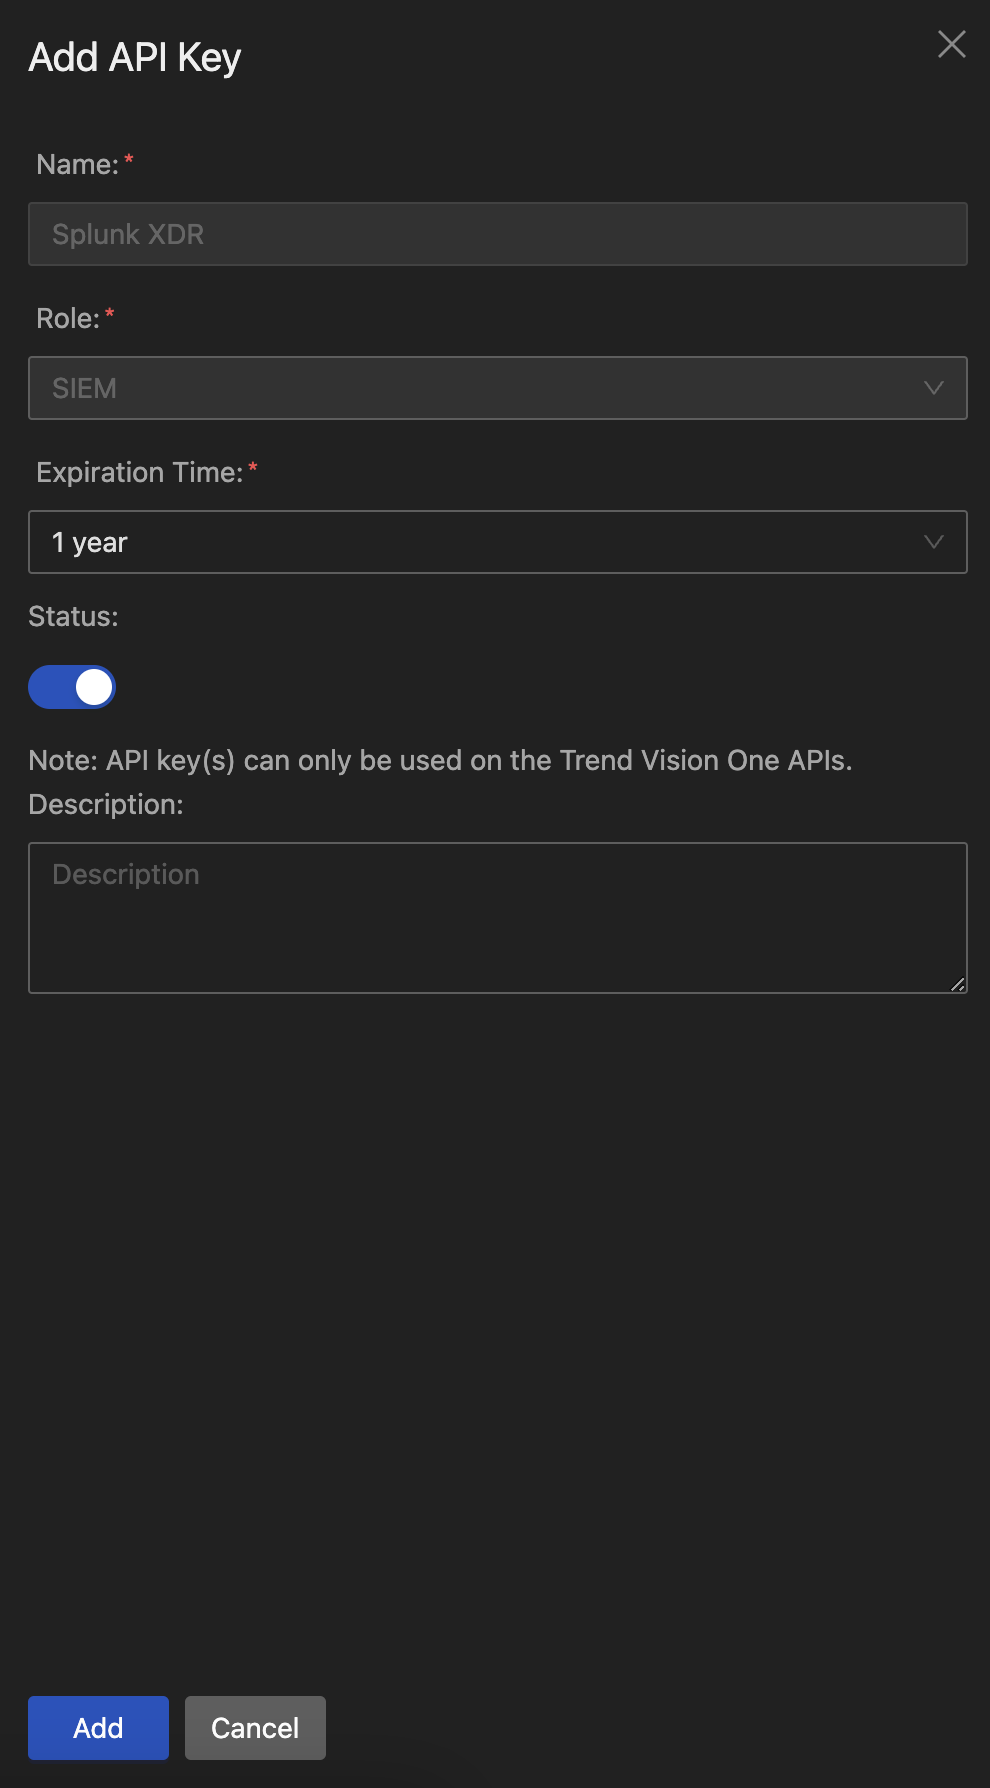 Add API Key
Name: *
Splunk XDR
Role: *
SIEM
Expiration Time: *
1 year
Status:
Note: API key(s) can only be used on the Trend Vision One APIs.
Description:
Description
Add
Cancel